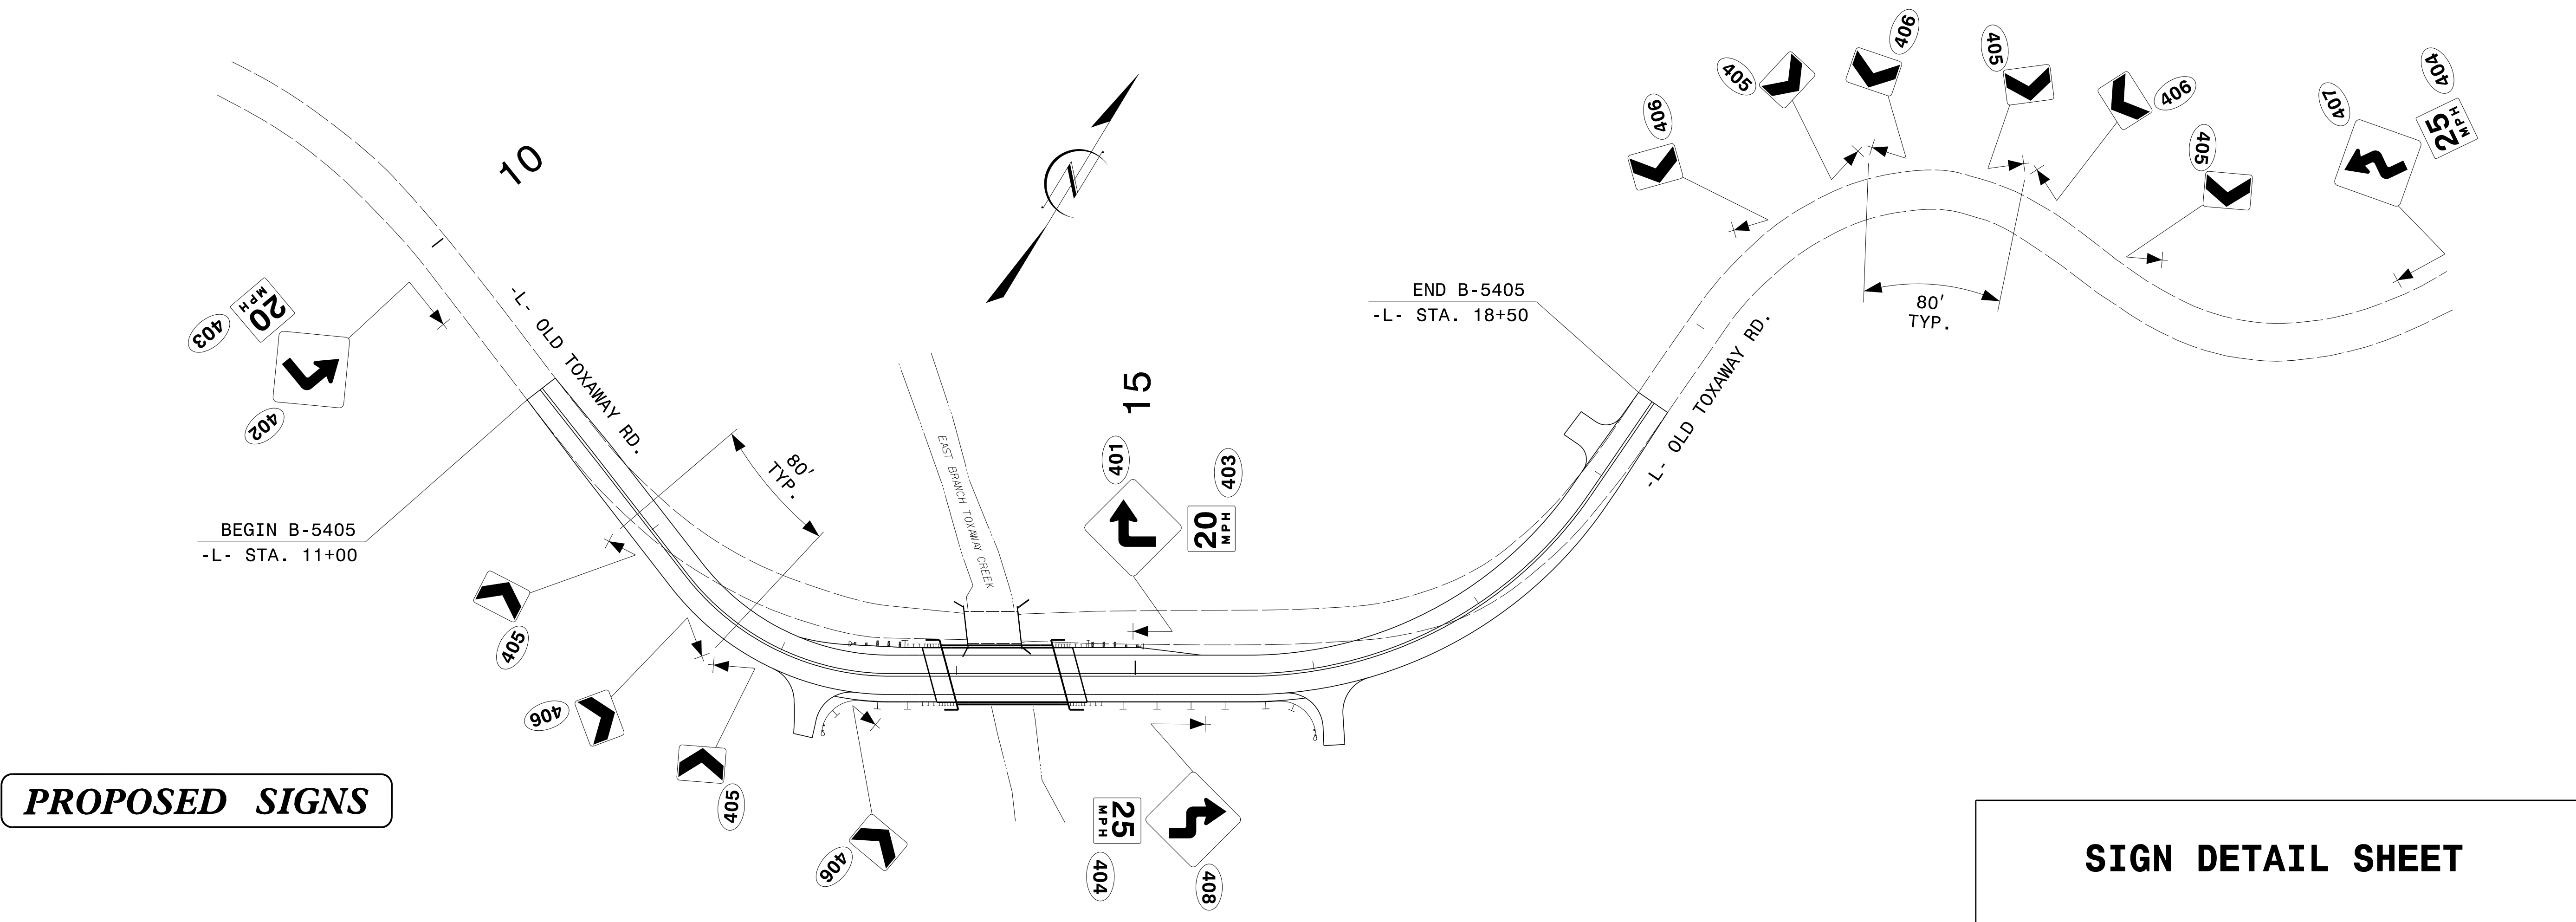 10
403
20
MPH
402
-L- OLD TOXAWAY RD.
BEGIN B-5405
-L- STA. 11+00
80'
TYP.
405
406
405
406
EAST BRANCH TOXAWAY CREEK
N
15
401
403
20
MPH
25
MPH
404
408
END B-5405
-L- STA. 18+50
-L- OLD TOXAWAY RD.
80'
TYP.
406
405
406
405
406
405
407
404
25
MPH
PROPOSED SIGNS
SIGN DETAIL SHEET